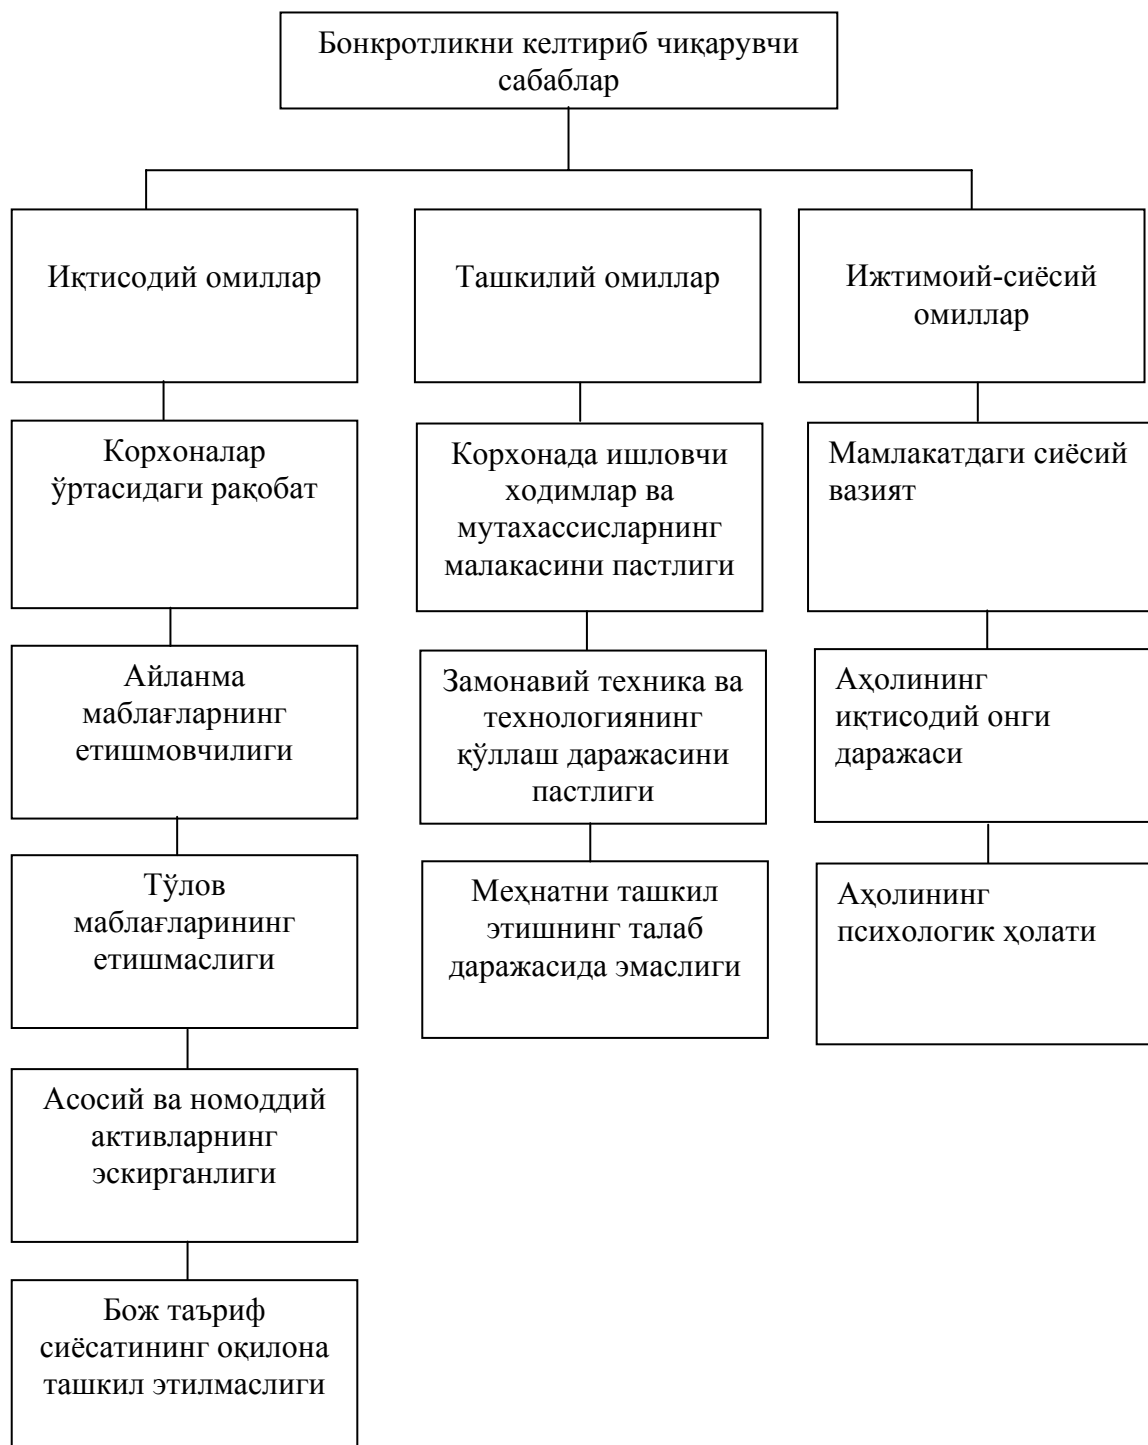 Бонкротликни келтириб чиқарувчи
сабаблар
Иқтисодий омиллар
Ташкилий омиллар
Ижтимоий-сиёсий
омиллар
Корхоналар
ўртасидаги рақобат
Корхонада ишловчи
ходимлар ва
мутахассисларнинг
малакасини пастлиги
Мамлакатдаги сиёсий
вазият
Айланма
маблағларнинг
етишмовчилиги
Замонавий техника ва
технологиянинг
қўллаш даражасини
пастлиги
Аҳолининг
иқтисодий онги
даражаси
Тўлов
маблағларининг
етишмаслиги
Меҳнатни ташкил
этишнинг талаб
даражасида эмаслиги
Аҳолининг
психологик ҳолати
Асосий ва номоддий
активларнинг
эскирганлиги
Бож таъриф
сиёсатининг оқилона
ташкил этилмаслиги